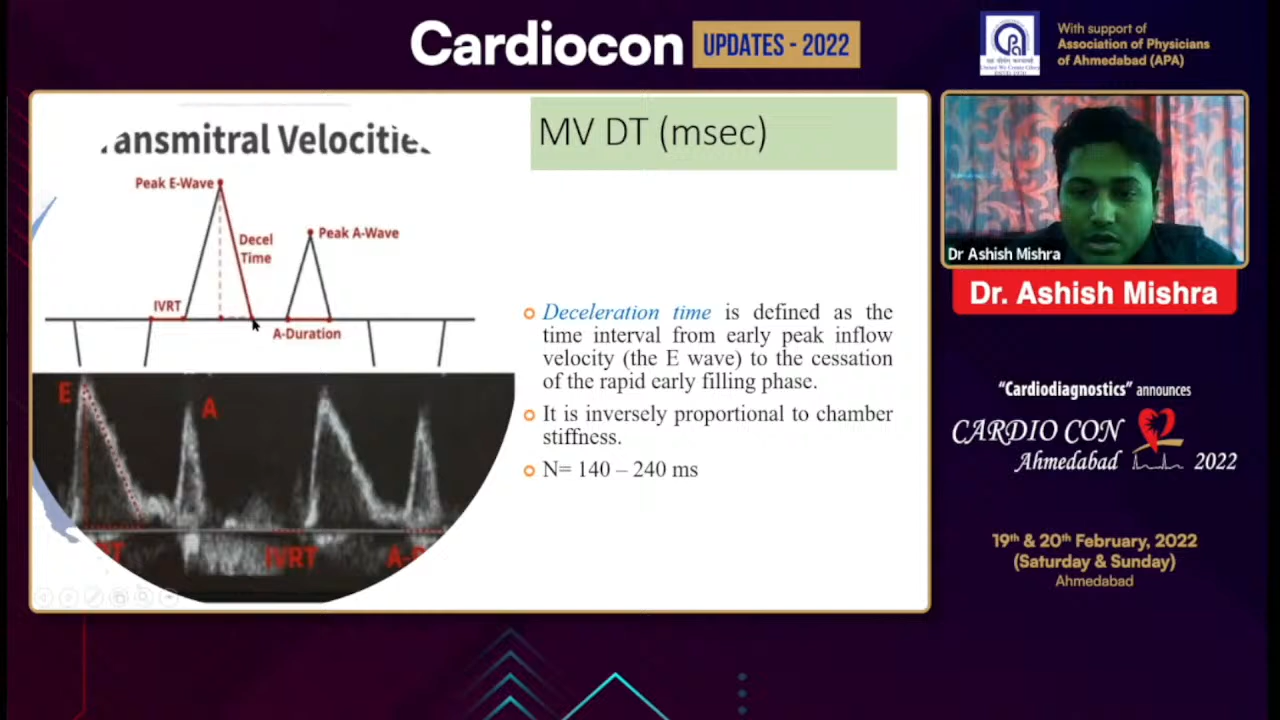 Cardiocon UPDATES - 2022
With support of
Association of Physicians
of Ahmedabad (APA)
ansmitral Velocitie
Peak E-Wave
Decel
Time
Peak A-Wave
IVRT
A-Duration
E
A
RT
IVRT
A-
MV DT (msec)
Deceleration time is defined as the
time interval from early peak inflow
velocity (the E wave) to the cessation
of the rapid early filling phase.
It is inversely proportional to chamber
stiffness.
N= 140 – 240 ms
Dr Ashish Mishra
Dr. Ashish Mishra
“Cardiodiagnostics” announces
CARDIO CON
Ahmedabad 2022
19th & 20th February, 2022
(Saturday & Sunday)
Ahmedabad